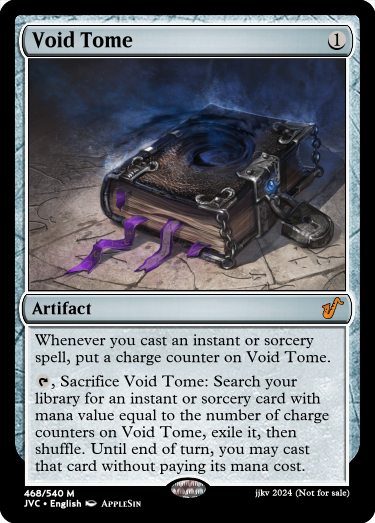 Void Tome 1
Artifact
Whenever you cast an instant or sorcery
spell, put a charge counter on Void Tome.
, Sacrifice Void Tome: Search your
library for an instant or sorcery card with
mana value equal to the number of charge
counters on Void Tome, exile it, then
shuffle. Until end of turn, you may cast
that card without paying its mana cost.
468/540 M
JVC • English AppleSin
jjkv 2024 (Not for sale)